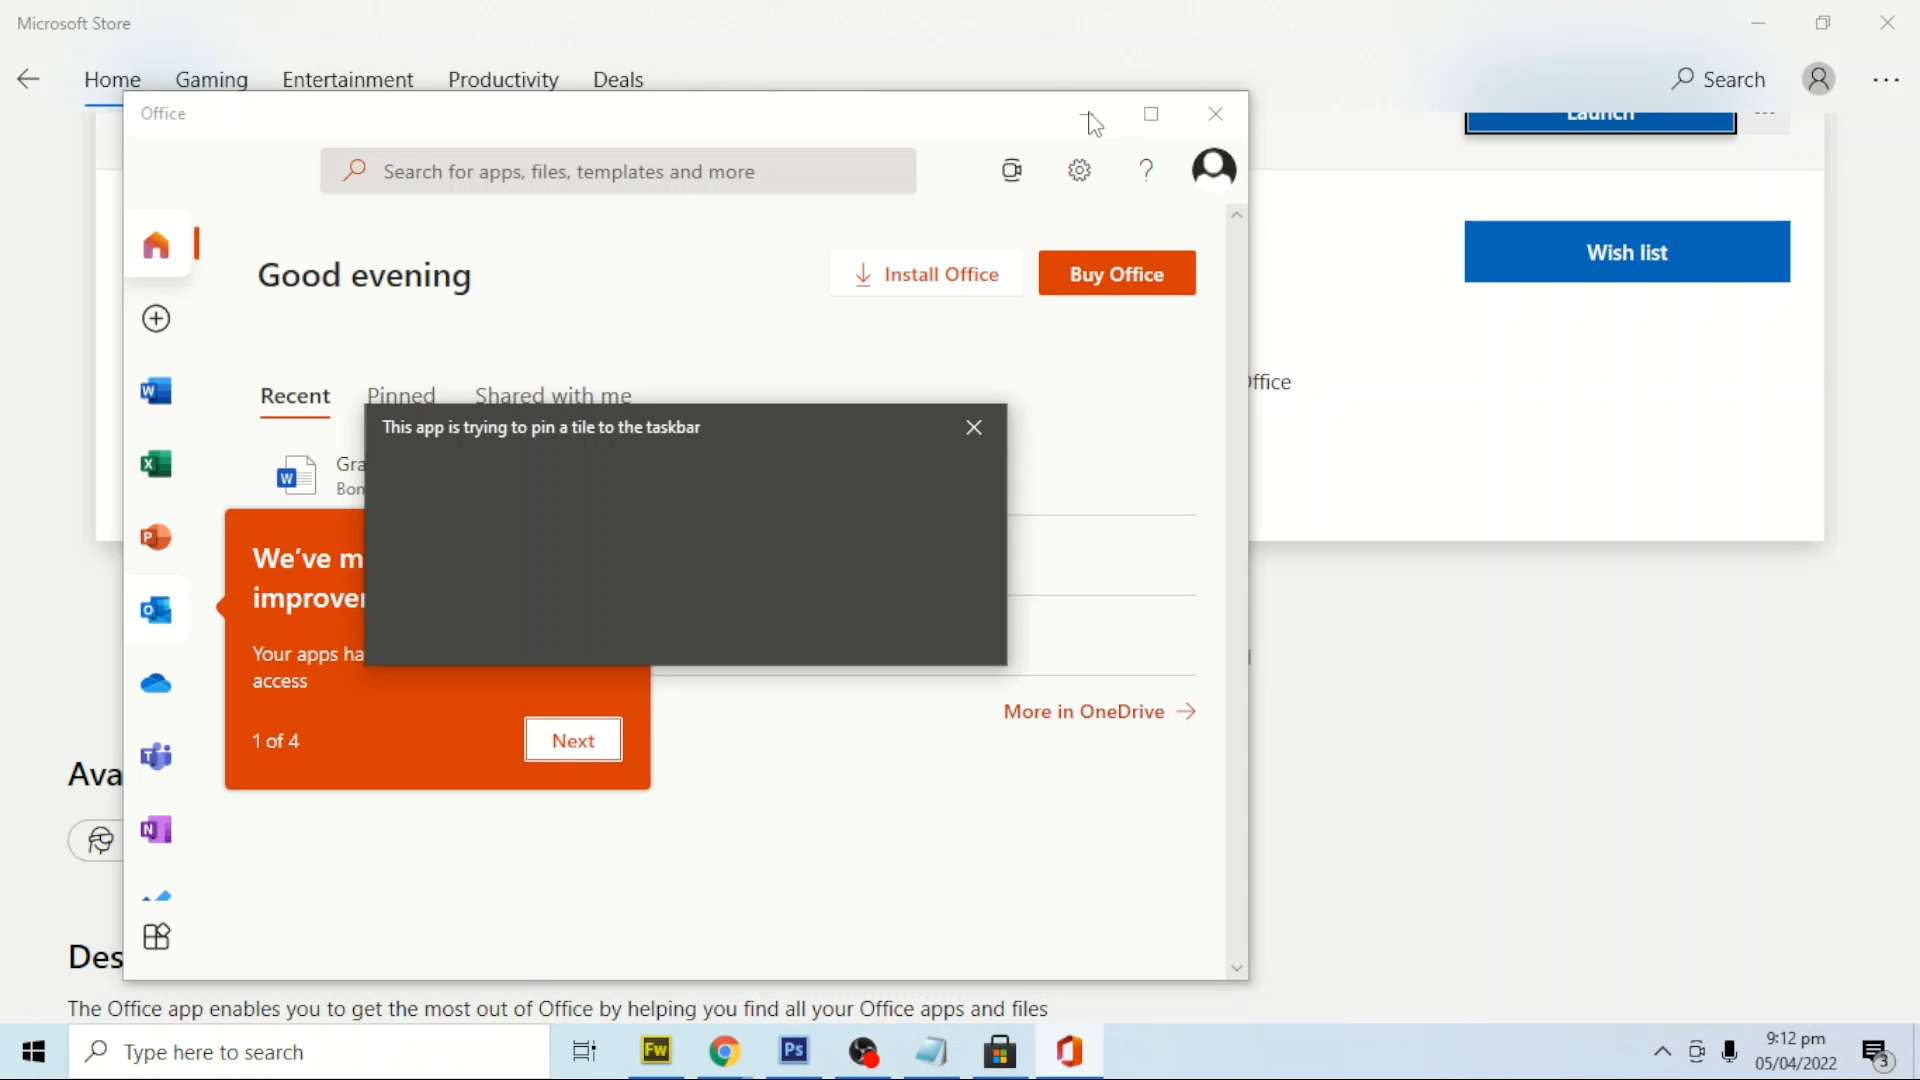 Microsoft Store
Home Gaming Entertainment Productivity Deals
Search
Office
Launch
Search for apps, files, templates and more
Good evening
Install Office
Buy Office
Wish list
Recent Pinned Shared with me
ffice
This app is trying to pin a tile to the taskbar
Gra
Bon
We've m
improve
Your apps ha
access
1 of 4
Next
More in OneDrive
Ava
Des
The Office app enables you to get the most out of Office by helping you find all your Office apps and files
Type here to search
Fw
Ps
9:12 pm
05/04/2022
3